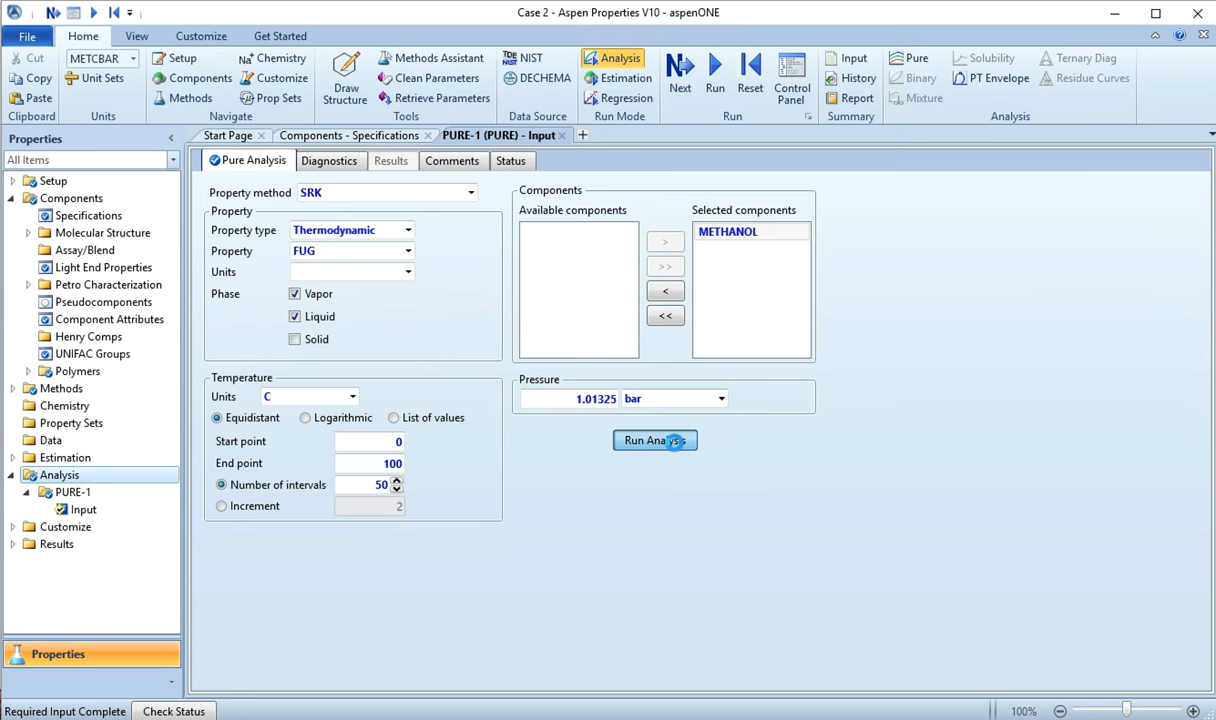 Case 2 - Aspen Properties V10 - aspenONE
File Home View Customize Get Started
Cut METCBAR Setup Chemistry Methods Assistant NIST Analysis Input Pure Solubility Ternary Diag
Copy Unit Sets Components Customize Clean Parameters DECHEMA Estimation History Binary PT Envelope Residue Curves
Paste Methods Prop Sets Draw Structure Retrieve Parameters Regression Next Run Reset Control Panel Report Mixture
Clipboard Units Navigate Tools Data Source Run Mode Run Summary Analysis
Properties
Start Page Components - Specifications PURE-1 (PURE) - Input
All Items
Setup
Components
Specifications
Molecular Structure
Assay/Blend
Light End Properties
Petro Characterization
Pseudocomponents
Component Attributes
Henry Comps
UNIFAC Groups
Polymers
Methods
Chemistry
Property Sets
Data
Estimation
Analysis
PURE-1
Input
Customize
Results
Properties
Pure Analysis Diagnostics Results Comments Status
Property method SRK
Property
Property type Thermodynamic
Property FUG
Units
Phase Vapor
Liquid
Solid
Temperature
Units C
Equidistant Logarithmic List of values
Start point 0
End point 100
Number of intervals 50
Increment 2
Components
Available components Selected components
METHANOL
>
>>
<
<<
Pressure
1.01325 bar
Run Analysis
Required Input Complete Check Status 100%